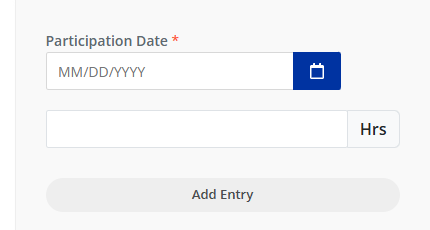 Participation Date *
MM/DD/YYYY
Hrs
Add Entry